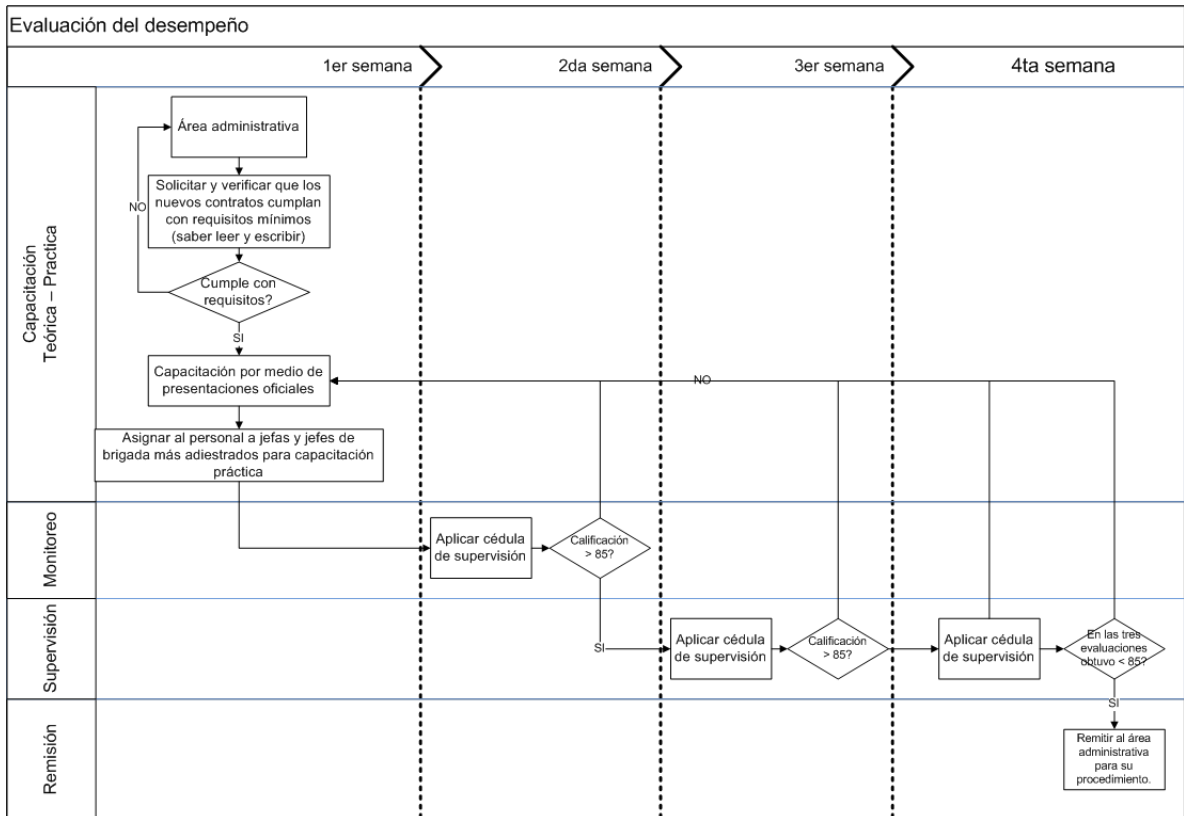 Evaluación del desempeño
1er semana
2da semana
3er semana
4ta semana
Capacitación
Teórica – Practica
Área administrativa
Solicitar y verificar que los
nuevos contratos cumplan
con requisitos mínimos
(saber leer y escribir)
NO
Cumple con
requisitos?
SI
Capacitación por medio de
presentaciones oficiales
NO
Asignar al personal a jefas y jefes de
brigada más adiestrados para capacitación
práctica
Monitoreo
Aplicar cédula
de supervisión
Calificación
> 85?
Supervisión
SI
Aplicar cédula
de supervisión
Calificación
> 85?
Aplicar cédula
de supervisión
En las tres
evaluaciones
obtuvo < 85?
SI
Remisión
Remitir al área
administrativa
para su
procedimiento.